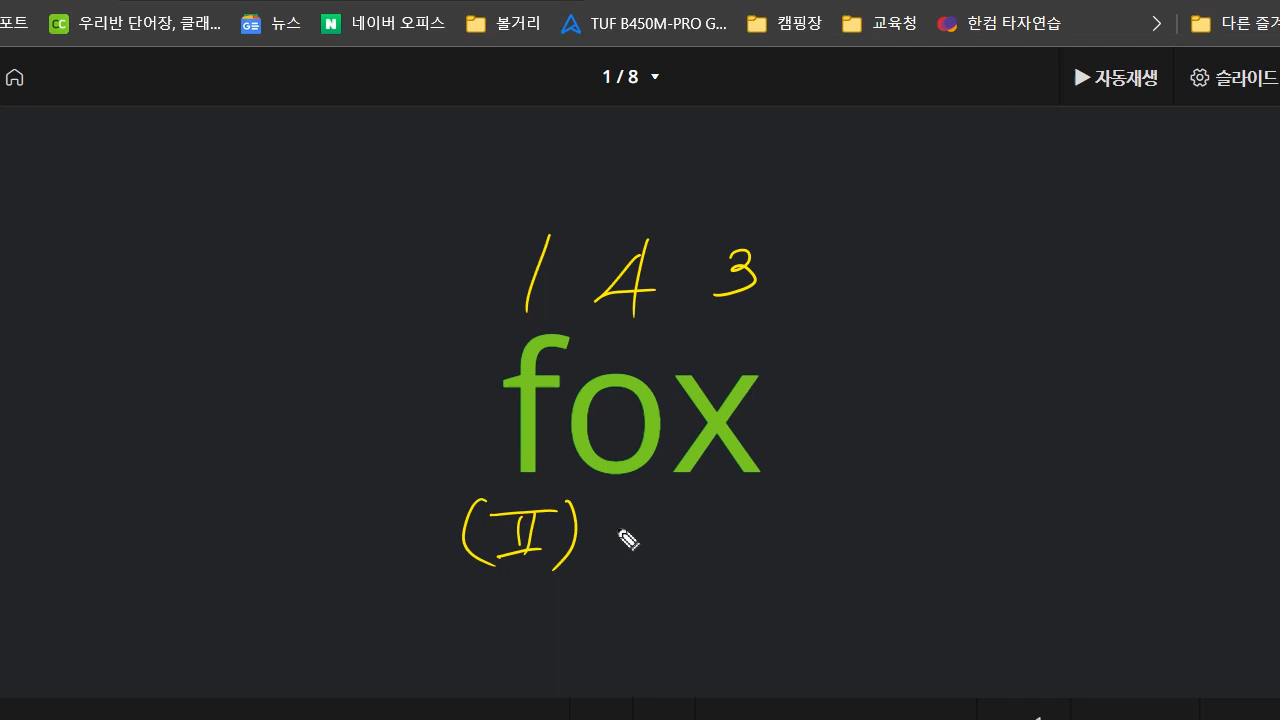 포트 CC 우리반 단어장, 클래... GE 뉴스 N 네이버 오피스 볼거리 TUF B450M-PRO G... 캠핑장 교육청 한컴 타자연습 다른 즐겨
1 / 8 자동재생 슬라이드
1 4 3
fox
(ㅍ)